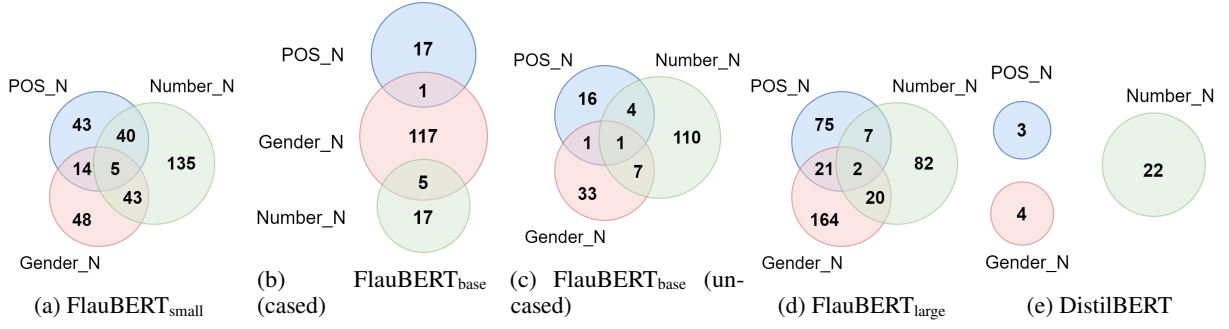 POS_N
Number_N
43
40
135
14
5
43
48
Gender_N
(a) FlauBERTsmall
POS_N
17
1
Gender_N
117
5
Number_N
17
(b) FlauBERTbase
(cased)
POS_N
Number_N
16
4
110
1
1
7
33
Gender_N
(c) FlauBERTbase (un-
cased)
POS_N
Number_N
75
7
82
21
2
20
164
Gender_N
(d) FlauBERTlarge
POS_N
3
Number_N
22
4
Gender_N
(e) DistilBERT